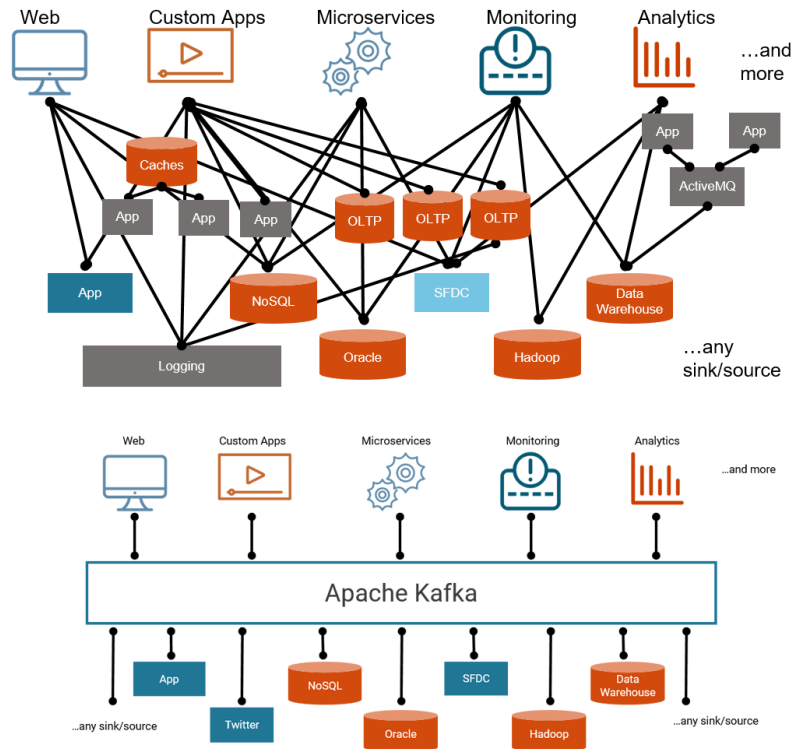 Web
Custom Apps
Microservices
Monitoring
Analytics
...and
more
App
App
Caches
ActiveMQ
App
App
App
OLTP
OLTP
OLTP
App
NoSQL
SFDC
Data
Warehouse
Oracle
Hadoop
...any
sink/source
Logging
Web
Custom Apps
Microservices
Monitoring
Analytics
...and more
Apache Kafka
App
NoSQL
SFDC
Data
Warehouse
...any sink/source
Twitter
Oracle
Hadoop
...any sink/source